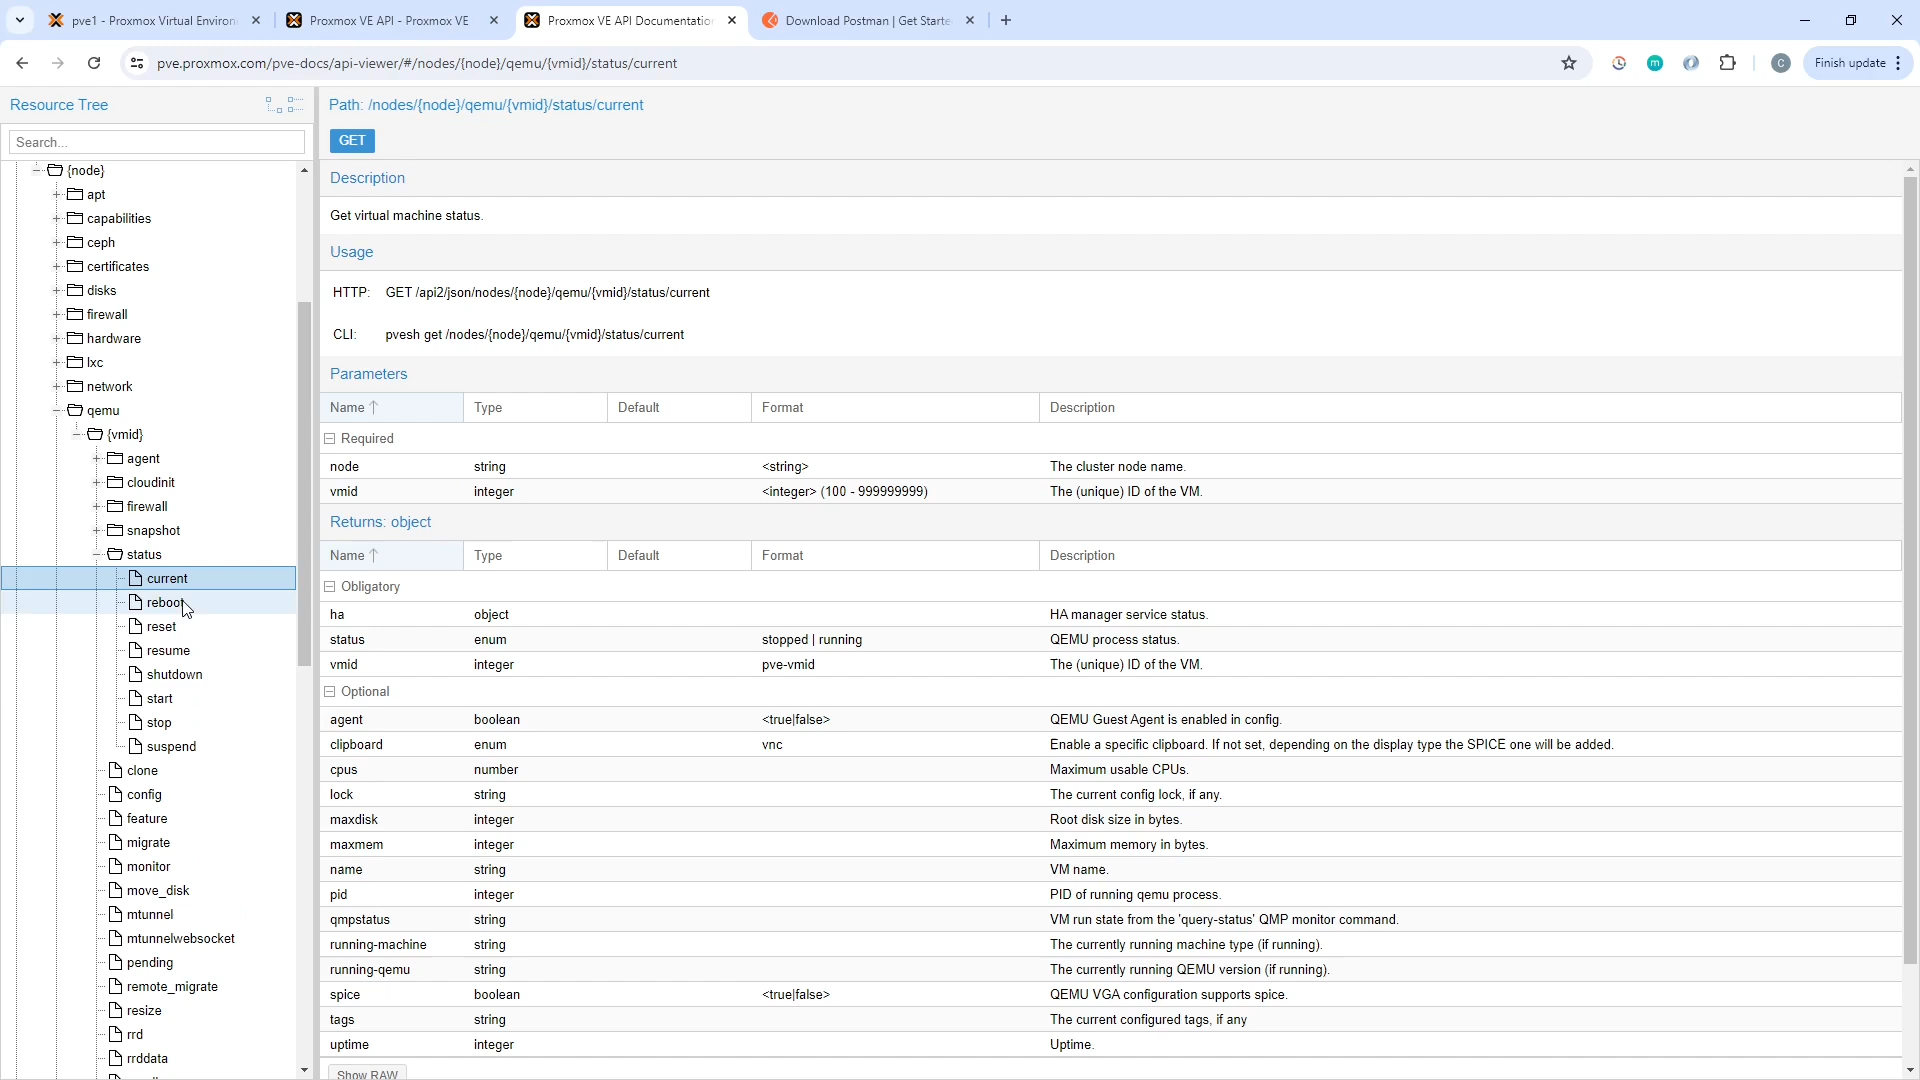 pve1 - Proxmox Virtual Environ
Proxmox VE API - Proxmox VE
Proxmox VE API Documentation
Download Postman | Get Starte
pve.proxmox.com/pve-docs/api-viewer/#/nodes/{node}/qemu/{vmid}/status/current
m
C
Finish update
Resource Tree
Search...
{node}
apt
capabilities
ceph
certificates
disks
firewall
hardware
lxc
network
qemu
{vmid}
agent
cloudinit
firewall
snapshot
status
current
reboot
reset
resume
shutdown
start
stop
suspend
clone
config
feature
migrate
monitor
move_disk
mtunnel
mtunnelwebsocket
pending
remote_migrate
resize
rrd
rrddata
Path: /nodes/{node}/qemu/{vmid}/status/current
GET
Description
Get virtual machine status.
Usage
HTTP: GET /api2/json/nodes/{node}/qemu/{vmid}/status/current
CLI: pvesh get /nodes/{node}/qemu/{vmid}/status/current
Parameters
Name Type Default Format Description
Required
node string <string> The cluster node name.
vmid integer <integer> (100 - 999999999) The (unique) ID of the VM.
Returns: object
Name Type Default Format Description
Obligatory
ha object HA manager service status.
status enum stopped | running QEMU process status.
vmid integer pve-vmid The (unique) ID of the VM.
Optional
agent boolean <true|false> QEMU Guest Agent is enabled in config.
clipboard enum vnc Enable a specific clipboard. If not set, depending on the display type the SPICE one will be added.
cpus number Maximum usable CPUs.
lock string The current config lock, if any.
maxdisk integer Root disk size in bytes.
maxmem integer Maximum memory in bytes.
name string VM name.
pid integer PID of running qemu process.
qmpstatus string VM run state from the 'query-status' QMP monitor command.
running-machine string The currently running machine type (if running).
running-qemu string The currently running QEMU version (if running).
spice boolean <true|false> QEMU VGA configuration supports spice.
tags string The current configured tags, if any
uptime integer Uptime.
Show RAW